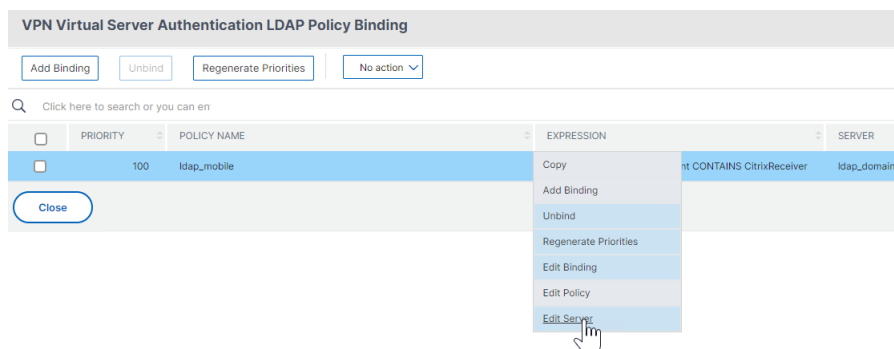 VPN Virtual Server Authentication LDAP Policy Binding
Add Binding Unbind Regenerate Priorities No action
Click here to search or you can en
PRIORITY POLICY NAME EXPRESSION SERVER
100 ldap_mobile nt CONTAINS CitrixReceiver ldap_domain
Copy
Add Binding
Unbind
Regenerate Priorities
Edit Binding
Edit Policy
Edit Server
Close